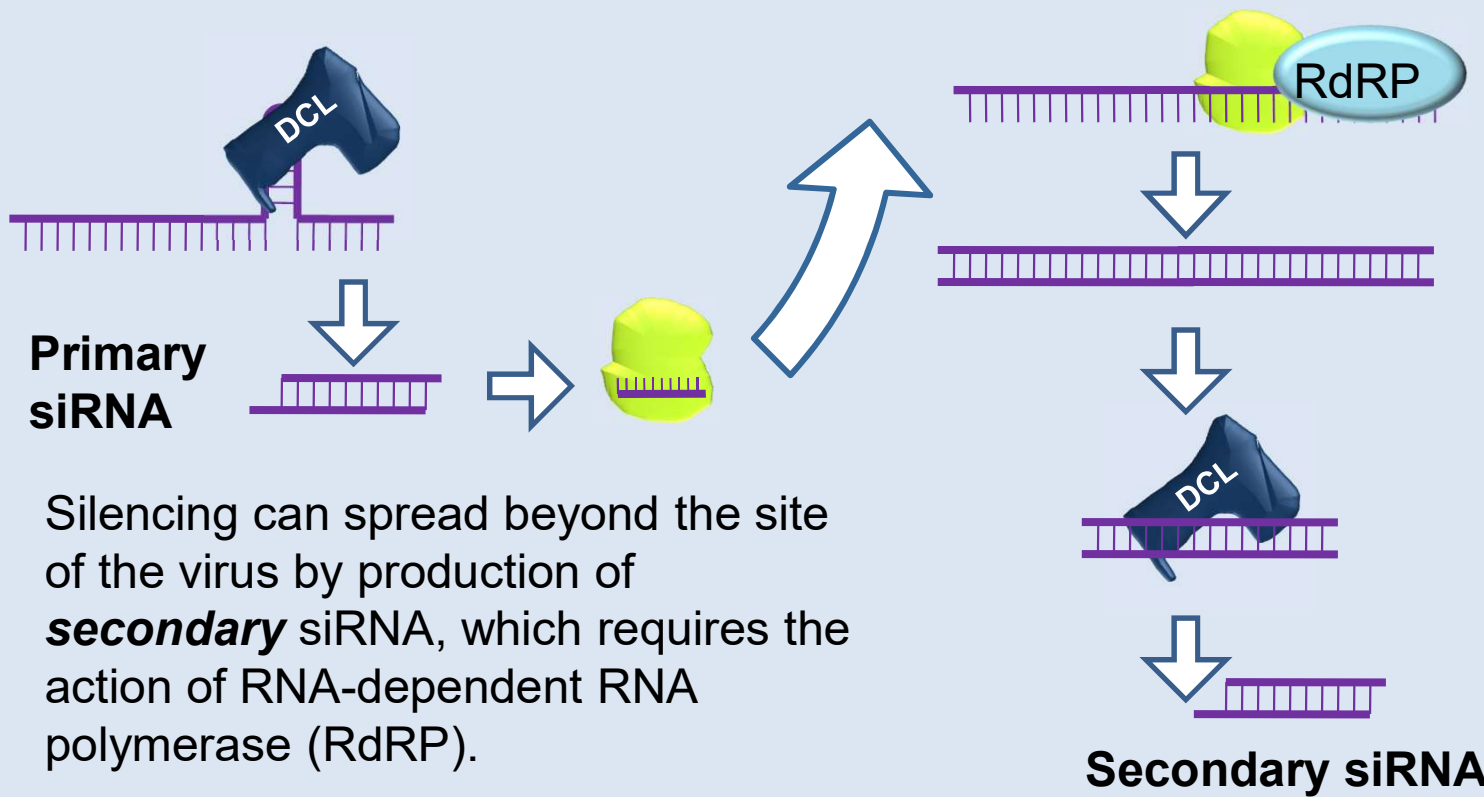 DCL
Primary
siRNA
Silencing can spread beyond the site
of the virus by production of
secondary siRNA, which requires the
action of RNA-dependent RNA
polymerase (RdRP).
RdRP
DCL
Secondary siRNA